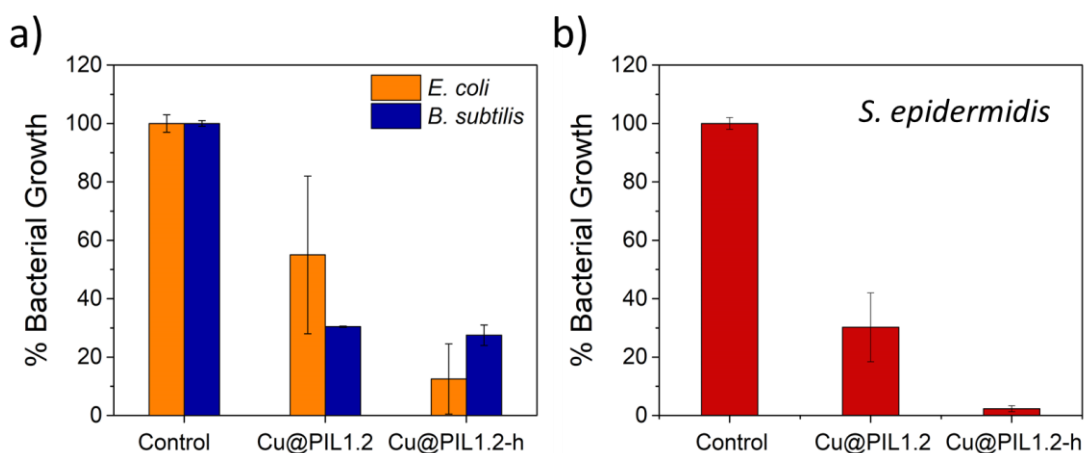 a)
% Bacterial Growth
120
100
80
60
40
20
0
E. coli
B. subtilis
Control
Cu@PIL1.2
Cu@PIL1.2-h
b)
% Bacterial Growth
120
100
80
60
40
20
0
S. epidermidis
Control
Cu@PIL1.2
Cu@PIL1.2-h